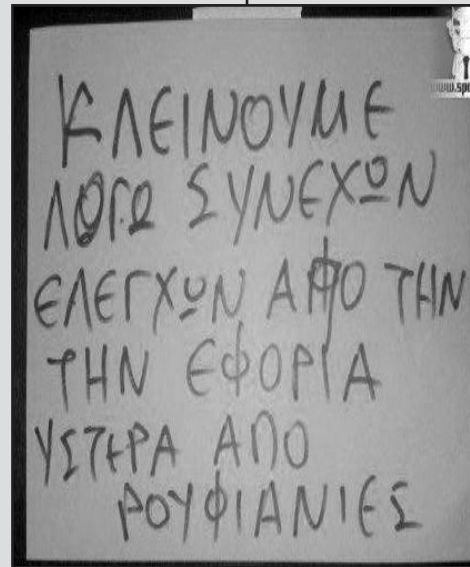 ΚΛΕΙΝΟΥΜΕ
ΛΟΓΩ ΣΥΝΕΧΩΝ
ΕΛΕΓΧΩΝ ΑΠΟ ΤΗΝ
ΤΗΝ ΕΦΟΡΙΑ
ΥΣΤΕΡΑ ΑΠΟ
ΡΟΥΦΙΑΝΙΕΣ